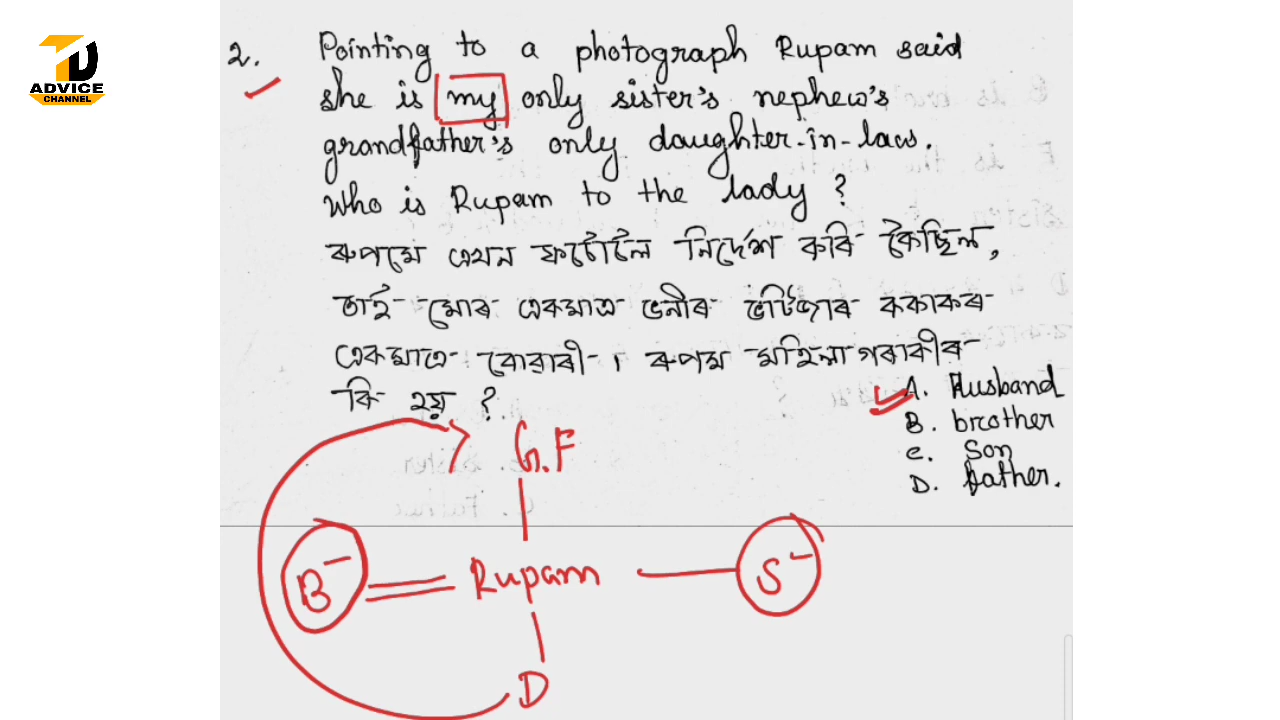 TD
ADVICE
CHANNEL
2. Pointing to a photograph Rupam said
she is my only sister's nephew's
grandfather's only daughter-in-law.
Who is Rupam to the lady ?
ৰুপমে এখন ফটোলৈ নিৰ্দেশ কৰি কৈছিল,
তাই মোৰ একমাত্ৰ ভনীৰ ভতিজাৰ ককাকৰ
একমাত্ৰ বোৱাৰী। ৰুপম মহিলা গৰাকীৰ
কি হয় ?
A. Husband
B. brother
C. Son
D. father.
G.F
B⁻ Rupam S⁻
D